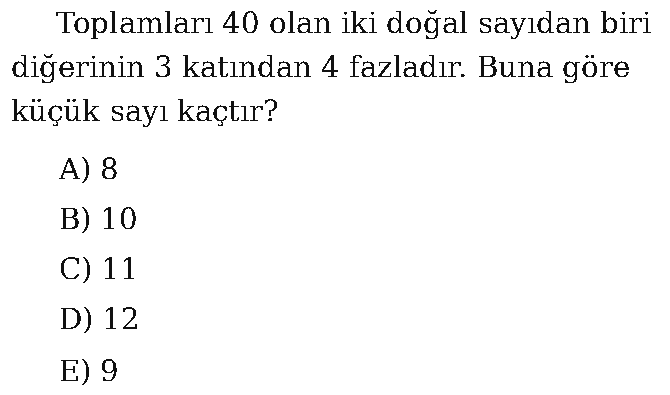 Toplamları 40 olan iki doğal sayıdan biri
diğerinin 3 katından 4 fazladır. Buna göre
küçük sayı kaçtır?
A) 8
B) 10
C) 11
D) 12
E) 9